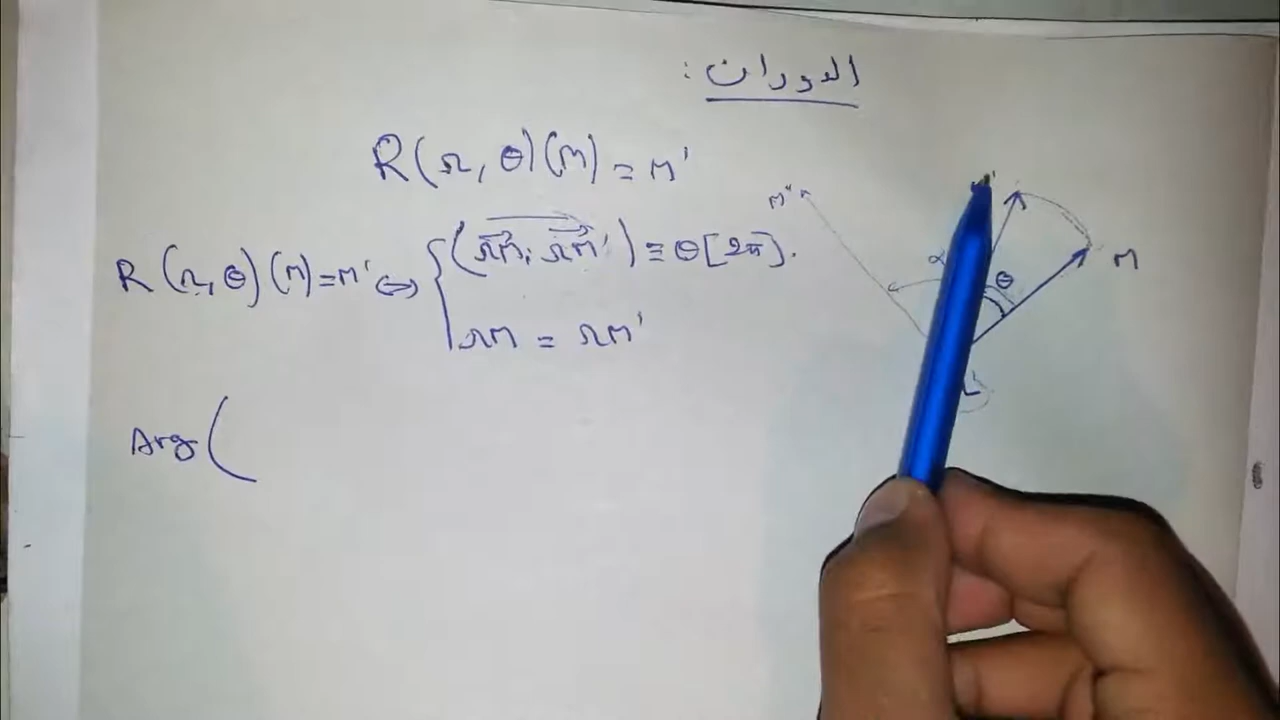 الدوران :
R(Ω, θ)(M) = M'
R(Ω, θ)(M) = M' ⇔ { (ΩM ; ΩM') ≡ θ[2π].
ΩM = ΩM'
M''
M
α
θ
Arg(